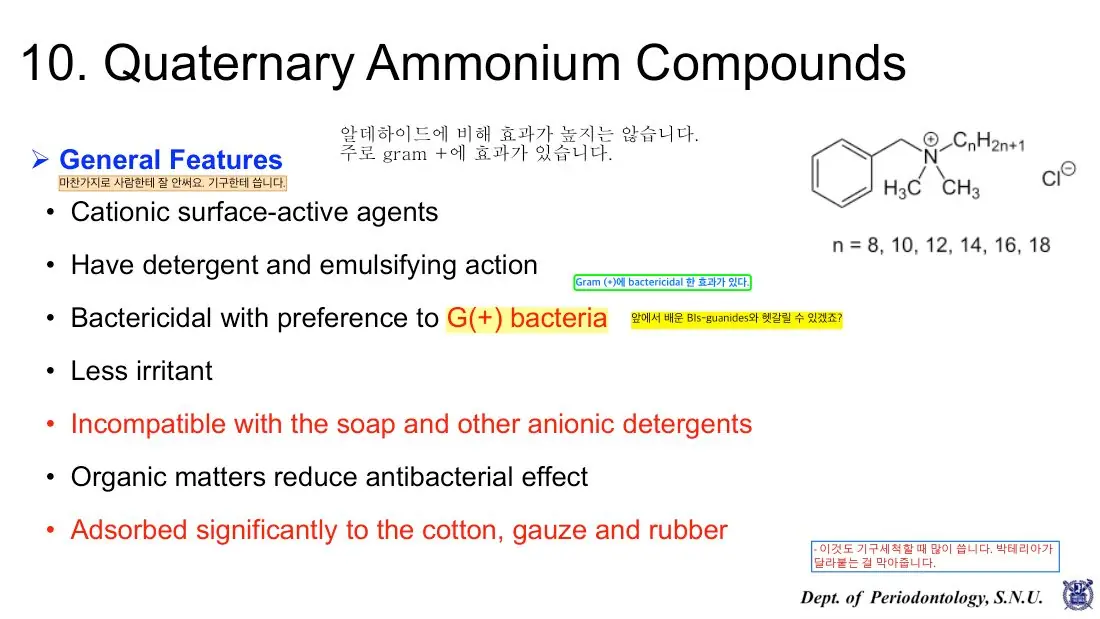 10. Quaternary Ammonium Compounds
알데하이드에 비해 효과가 높지는 않습니다.
주로 gram +에 효과가 있습니다.
➢ General Features
마찬가지로 사람한테 잘 안써요. 기구한테 씁니다.
• Cationic surface-active agents
• Have detergent and emulsifying action
Gram (+)에 bactericidal 한 효과가 있다.
• Bactericidal with preference to G(+) bacteria
앞에서 배운 BIs-guanides와 헷갈릴 수 있겠죠?
• Less irritant
• Incompatible with the soap and other anionic detergents
• Organic matters reduce antibacterial effect
• Adsorbed significantly to the cotton, gauze and rubber
⊕
N
CnH2n+1
H3C
CH3
Cl⊖
n = 8, 10, 12, 14, 16, 18
- 이것도 기구세척할 때 많이 씁니다. 박테리아가
달라붙는 걸 막아줍니다.
Dept. of Periodontology, S.N.U.